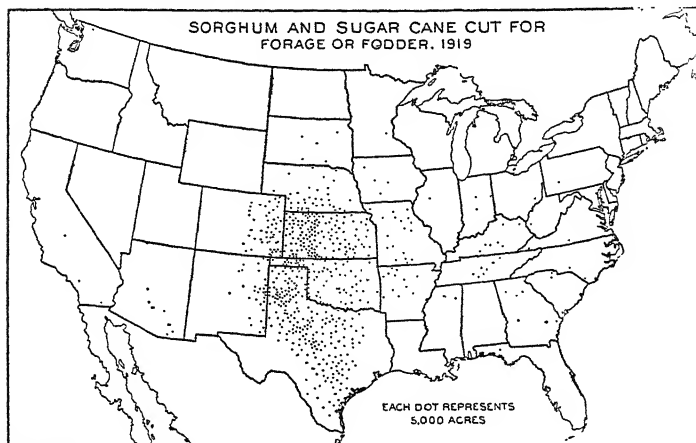 SORGHUM AND SUGAR CANE CUT FOR
FORAGE OR FODDER, 1919
EACH DOT REPRESENTS
5,000 ACRES